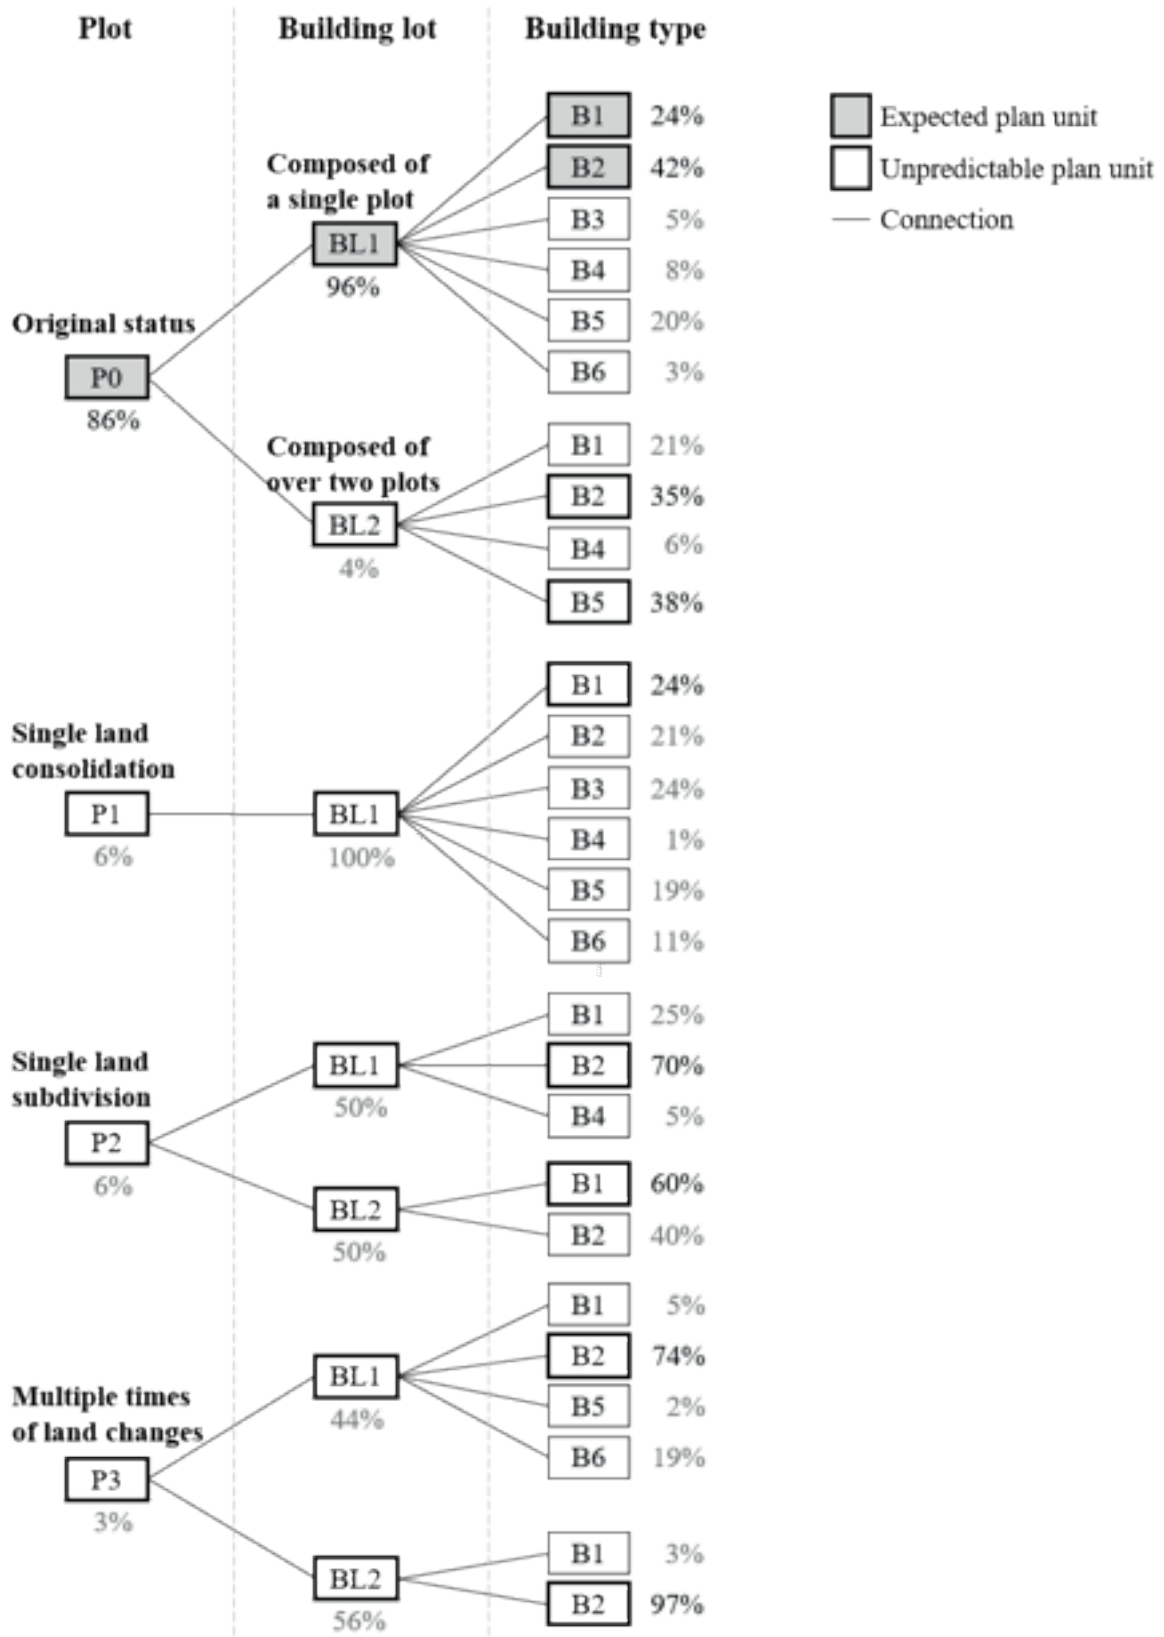 Plot
Building lot
Building type
Expected plan unit
Unpredictable plan unit
Connection
Original status
P0
86%
Composed of
a single plot
BL1
96%
B1 24%
B2 42%
B3 5%
B4 8%
B5 20%
B6 3%
Composed of
over two plots
BL2
4%
B1 21%
B2 35%
B4 6%
B5 38%
Single land
consolidation
P1
6%
BL1
100%
B1 24%
B2 21%
B3 24%
B4 1%
B5 19%
B6 11%
Single land
subdivision
P2
6%
BL1
50%
B1 25%
B2 70%
B4 5%
BL2
50%
B1 60%
B2 40%
Multiple times
of land changes
P3
3%
BL1
44%
B1 5%
B2 74%
B5 2%
B6 19%
BL2
56%
B1 3%
B2 97%